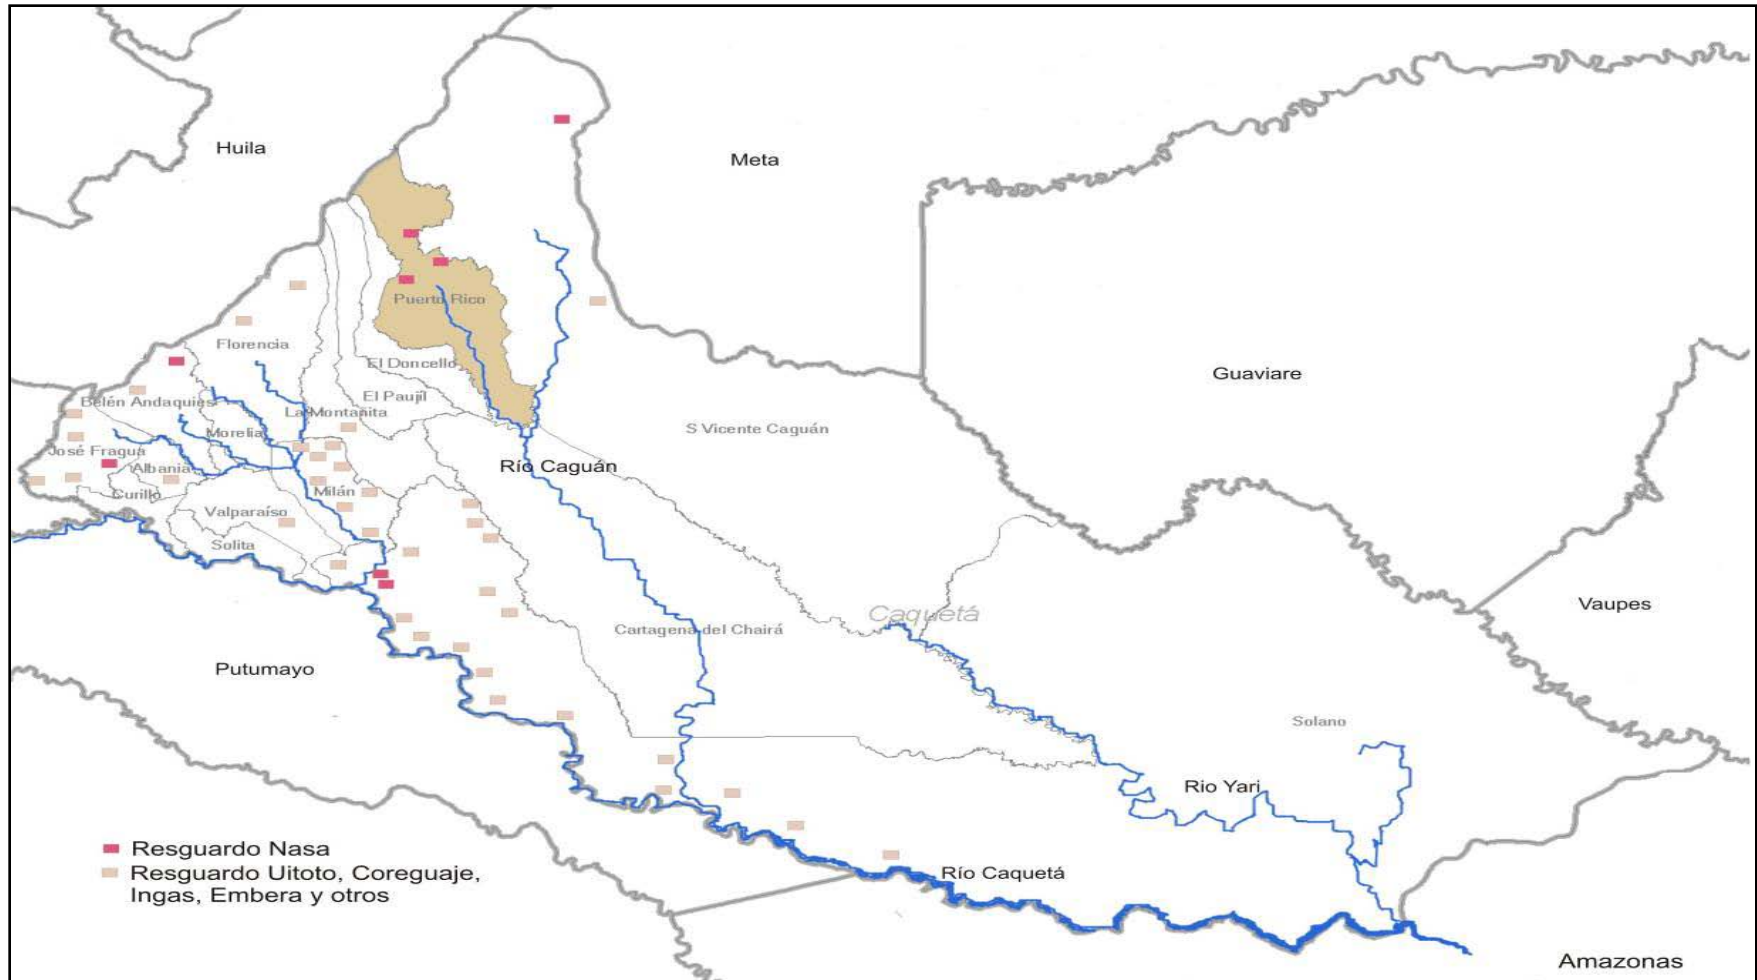 Huila
Meta
Puerto Rico
Florencia
El Doncello
Guaviare
El Paujíl
Belén Andaquies
La Montañita
S Vicente Caguán
Morelia
José Fragua
Albania
Río Caguán
Curillo
Milán
Valparaíso
Solita
Vaupes
Caquetá
Cartagena del Chairá
Putumayo
Solano
Rio Yari
Resguardo Nasa
Resguardo Uitoto, Coreguaje,
Ingas, Embera y otros
Río Caquetá
Amazonas